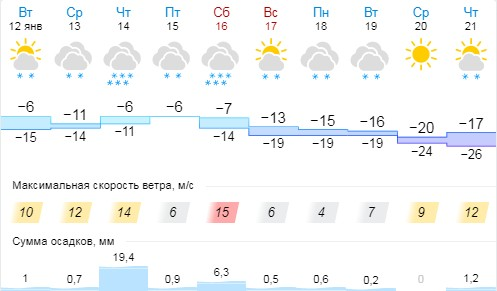 Вт Ср Чт Пт Сб Вс Пн Вт Ср Чт
12 янв 13 14 15 16 17 18 19 20 21
−6 −11 −6 −6 −7 −13 −15 −16 −20 −17
−15 −14 −11 −14 −19 −19 −19 −24 −26
Максимальная скорость ветра, м/с
10 12 14 6 15 6 4 7 9 12
Сумма осадков, мм
1 0,7 19,4 0,9 6,3 0,5 0,6 0,2 0 1,2